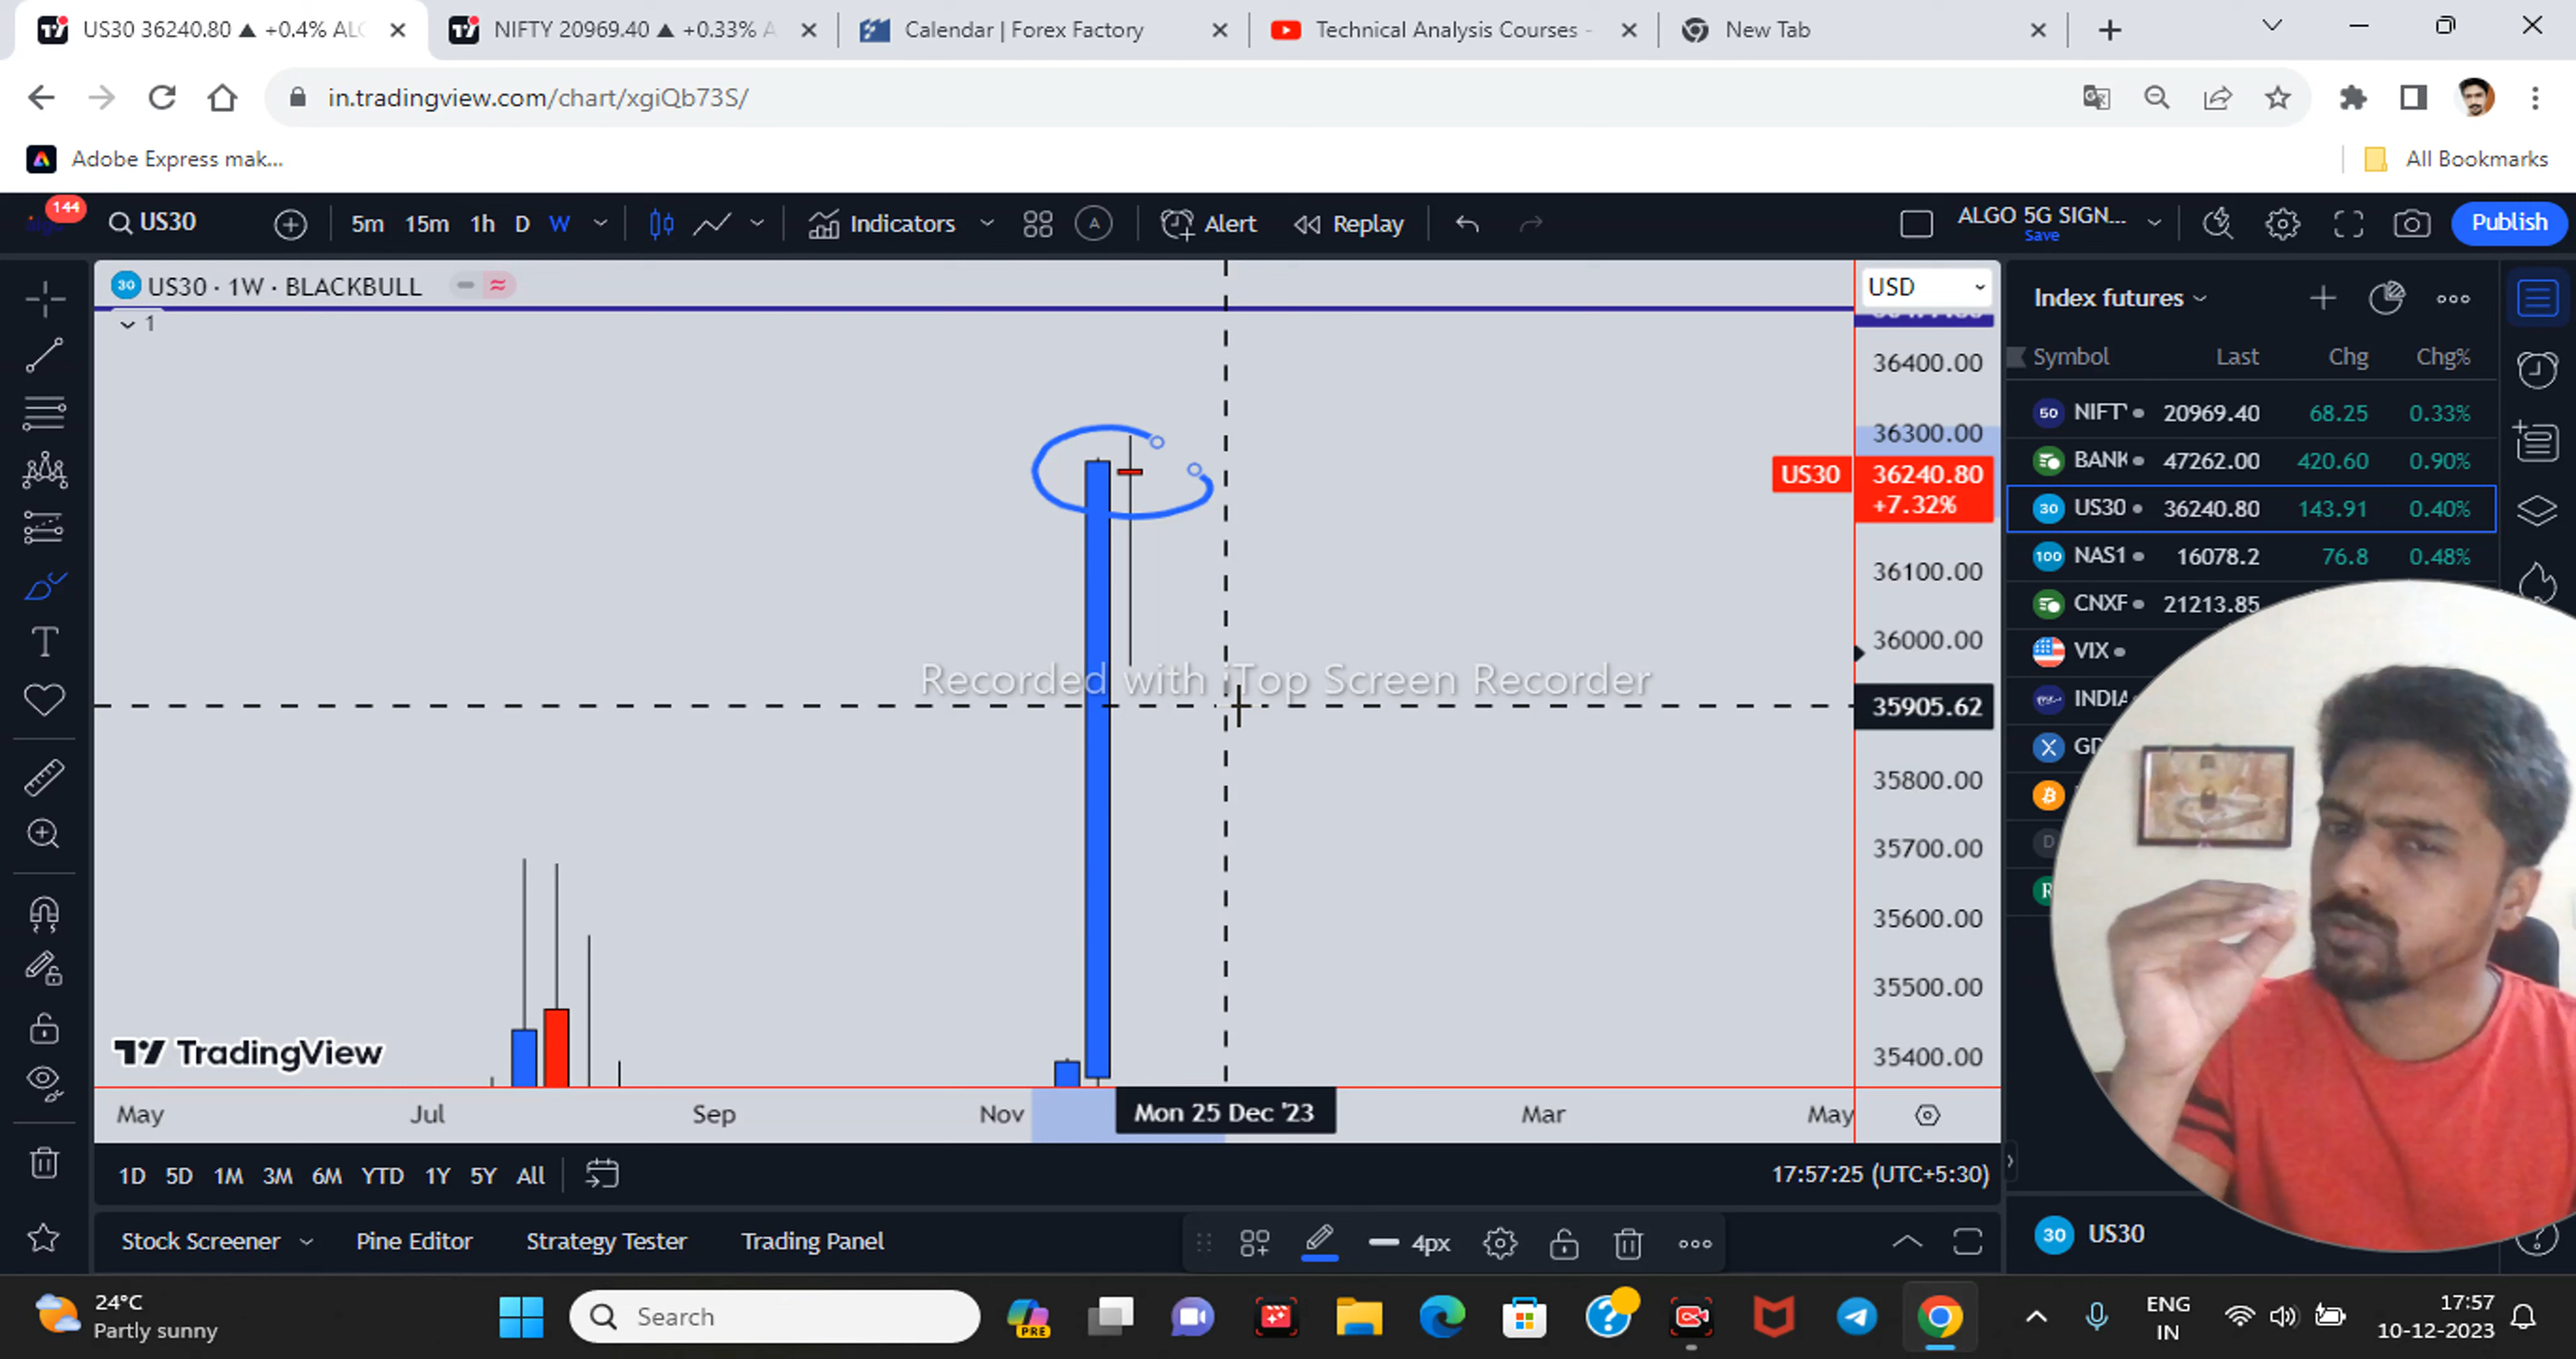 US30 36240.80 ▲ +0.4% ALG
NIFTY 20969.40 ▲ +0.33% A
Calendar | Forex Factory
Technical Analysis Courses -
New Tab
in.tradingview.com/chart/xgiQb73S/
Adobe Express mak...
All Bookmarks
144
US30
5m 15m 1h D W
Indicators
A
Alert
Replay
ALGO 5G SIGN...
Save
Publish
30 US30 · 1W · BLACKBULL
1
USD
36400.00
36300.00
US30 36240.80
+7.32%
36100.00
36000.00
35905.62
35800.00
35700.00
35600.00
35500.00
35400.00
Recorded with iTop Screen Recorder
TradingView
May Jul Sep Nov Mon 25 Dec '23 Mar May
1D 5D 1M 3M 6M YTD 1Y 5Y All
17:57:25 (UTC+5:30)
Stock Screener Pine Editor Strategy Tester Trading Panel
4px
Index futures
Symbol Last Chg Chg%
50 NIFTY 20969.40 68.25 0.33%
BANK 47262.00 420.60 0.90%
30 US30 36240.80 143.91 0.40%
100 NAS1 16078.2 76.8 0.48%
CNXF 21213.85
VIX
INDIA
D
R
30 US30
24°C
Partly sunny
Search
PRE
ENG
IN
17:57
10-12-2023